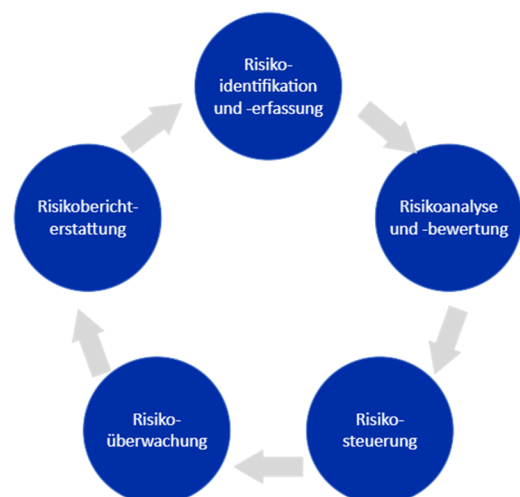 Risiko-
identifikation
und -erfassung
Risikoanalyse
und -bewertung
Risiko-
steuerung
Risiko-
überwachung
Risikobericht-
erstattung